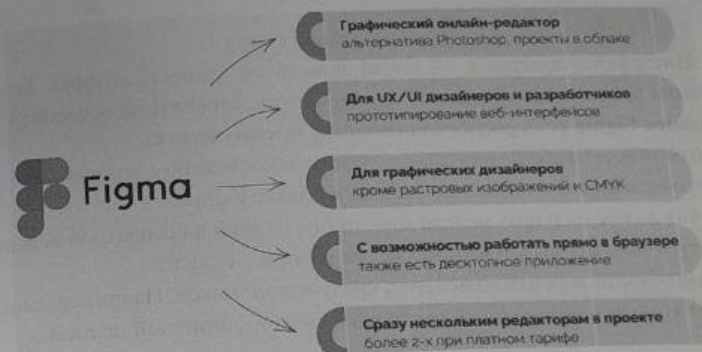 Графический онлайн-редактор
альтернатива Photoshop, проекты в облаке
Для UX/UI дизайнеров и разработчиков
прототипирование веб-интерфейсов
Figma
Для графических дизайнеров
кроме растровых изображений и CMYK
С возможностью работать прямо в браузере
также есть десктопное приложение
Сразу нескольким редакторам в проекте
более 2-х при платном тарифе